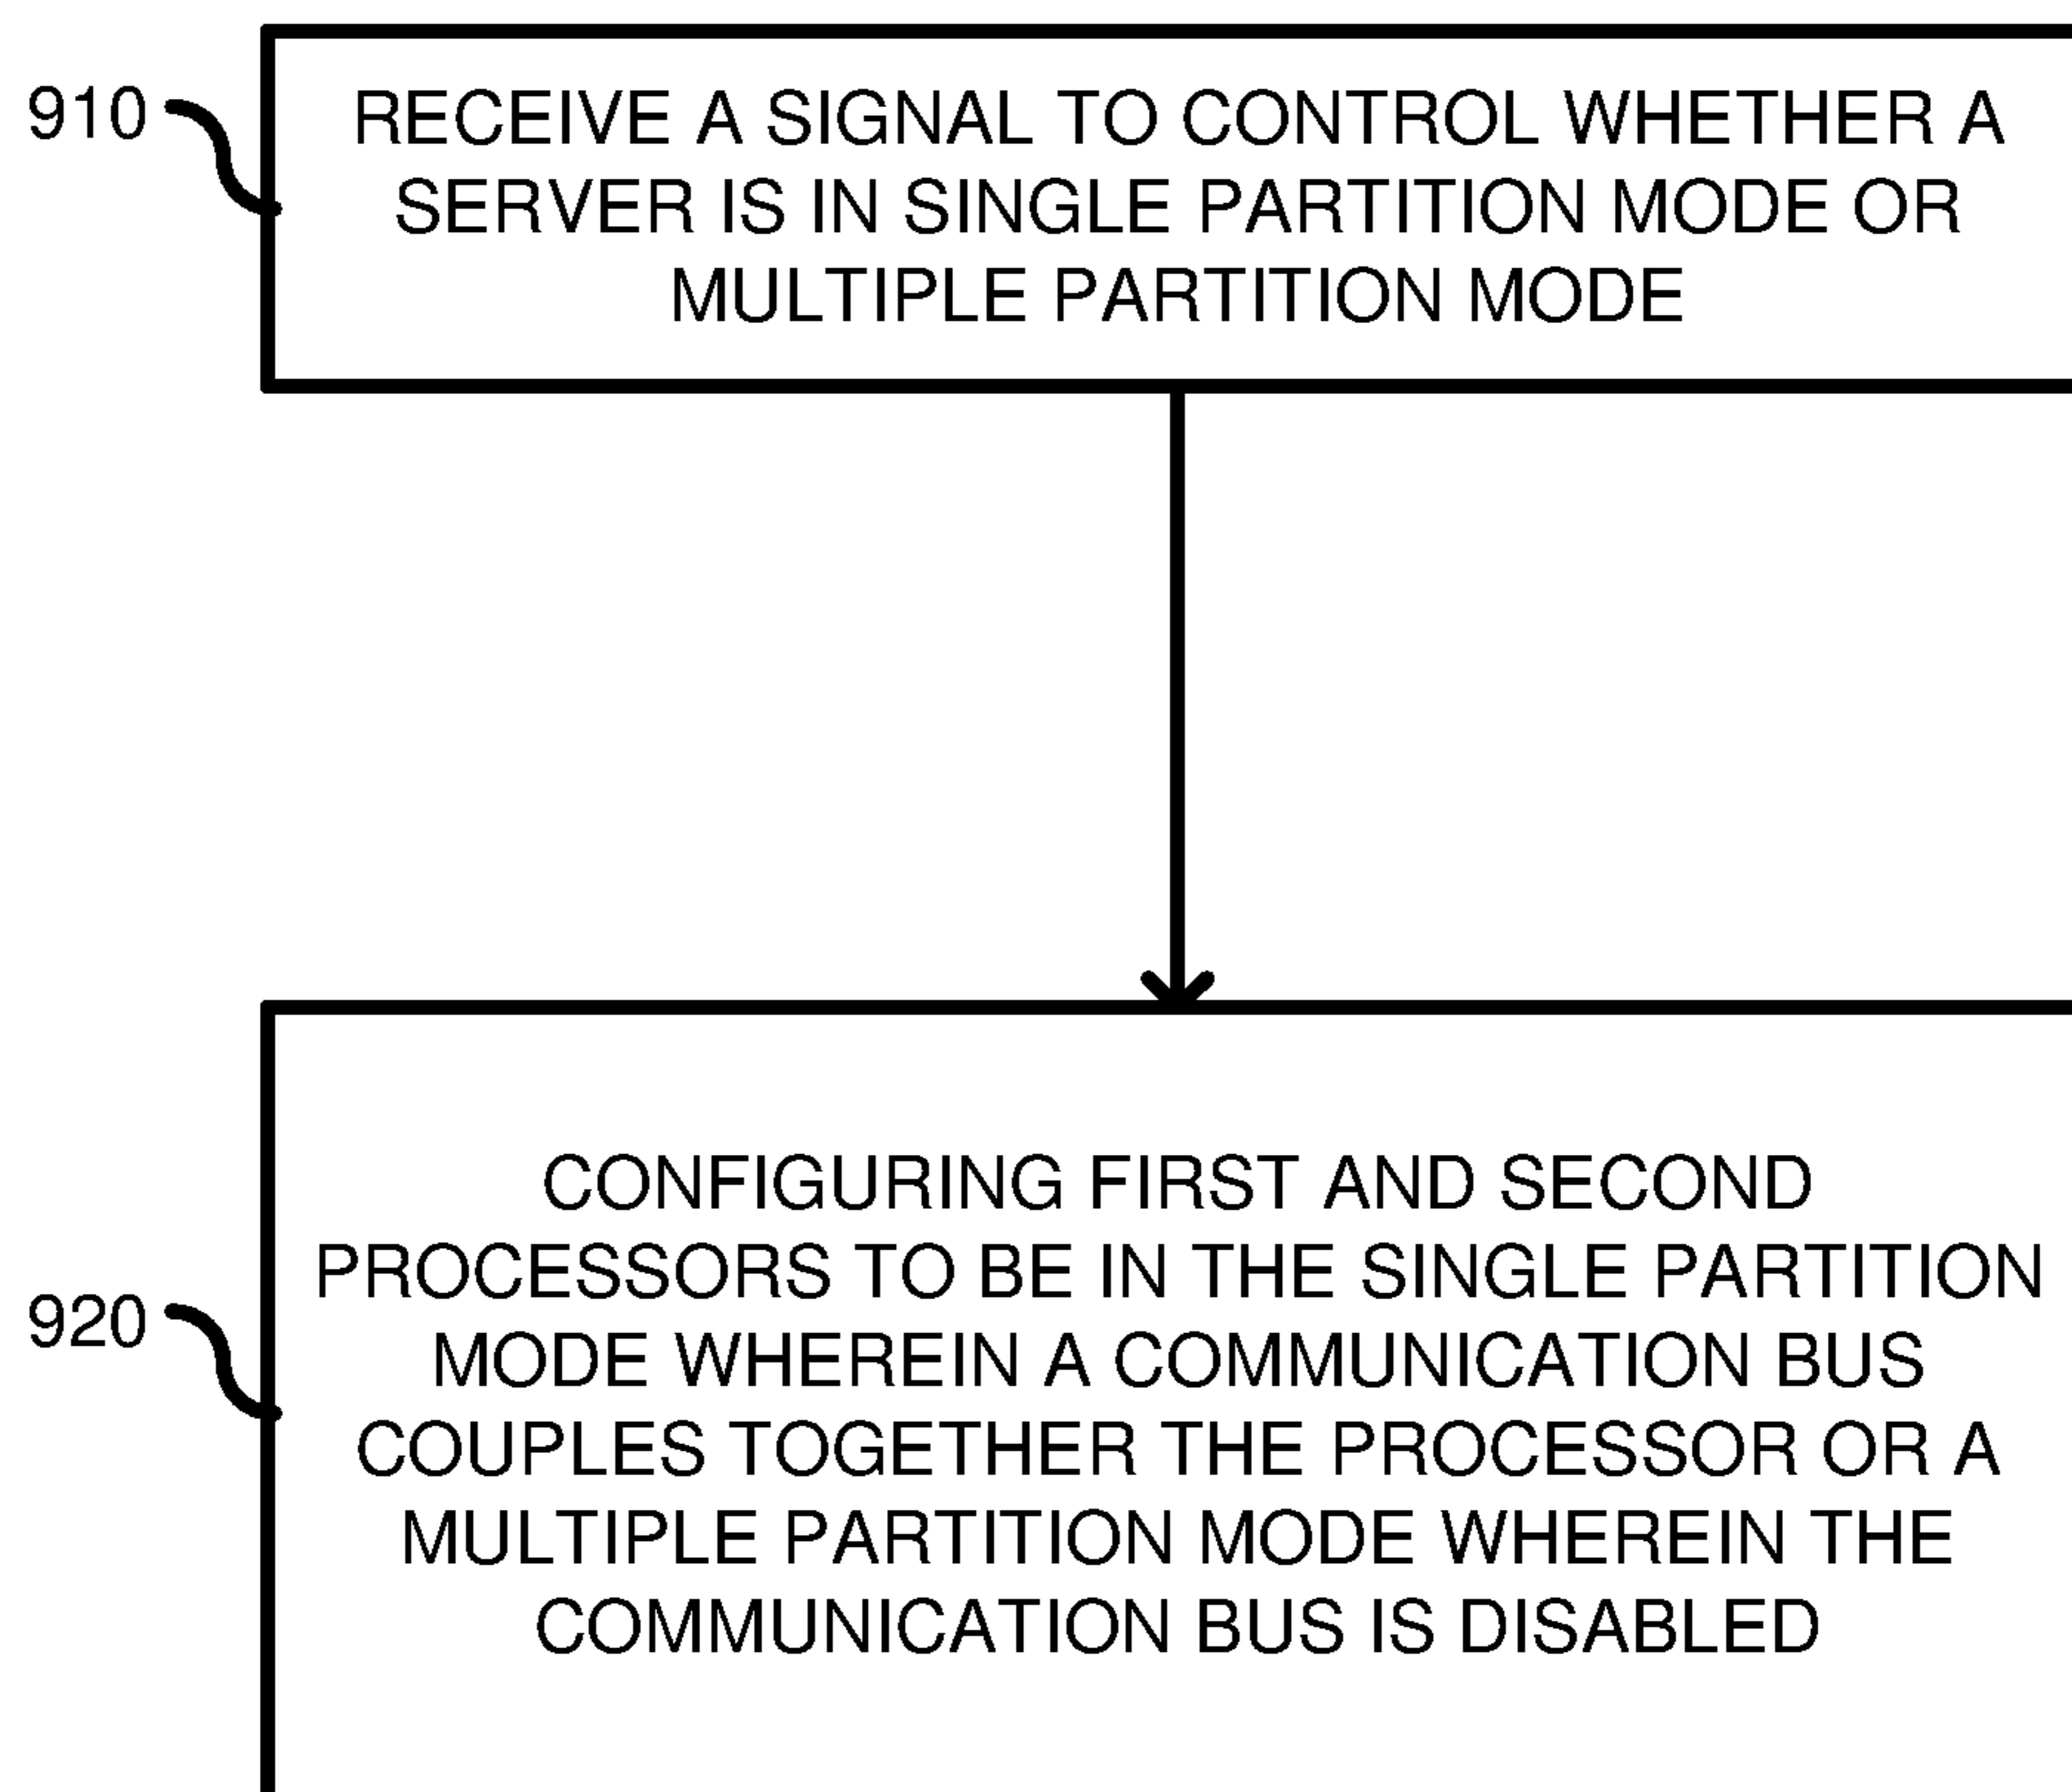 910
RECEIVE A SIGNAL TO CONTROL WHETHER A
SERVER IS IN SINGLE PARTITION MODE OR
MULTIPLE PARTITION MODE
CONFIGURING FIRST AND SECOND
PROCESSORS TO BE IN THE SINGLE PARTITION
920
MODE WHEREIN A COMMUNICATION BUS
COUPLES TOGETHER THE PROCESSOR OR A
MULTIPLE PARTITION MODE WHEREIN THE
COMMUNICATION BUS IS DISABLED